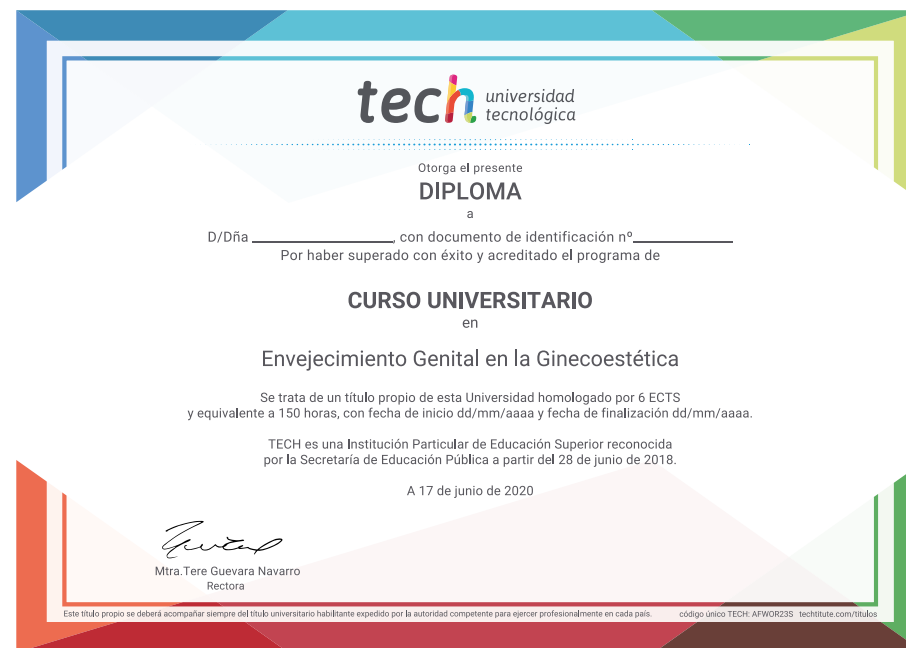 tech universidad
tecnológica
Otorga el presente
DIPLOMA
a
D/Dña ____________________, con documento de identificación nº______________
Por haber superado con éxito y acreditado el programa de
CURSO UNIVERSITARIO
en
Envejecimiento Genital en la Ginecoestética
Se trata de un título propio de esta Universidad homologado por 6 ECTS
y equivalente a 150 horas, con fecha de inicio dd/mm/aaaa y fecha de finalización dd/mm/aaaa.
TECH es una Institución Particular de Educación Superior reconocida
por la Secretaría de Educación Pública a partir del 28 de junio de 2018.
A 17 de junio de 2020
Mtra.Tere Guevara Navarro
Rectora
Este título propio se deberá acompañar siempre del título universitario habilitante expedido por la autoridad competente para ejercer profesionalmente en cada país. código único TECH: AFWOR23S techtitute.com/titulos